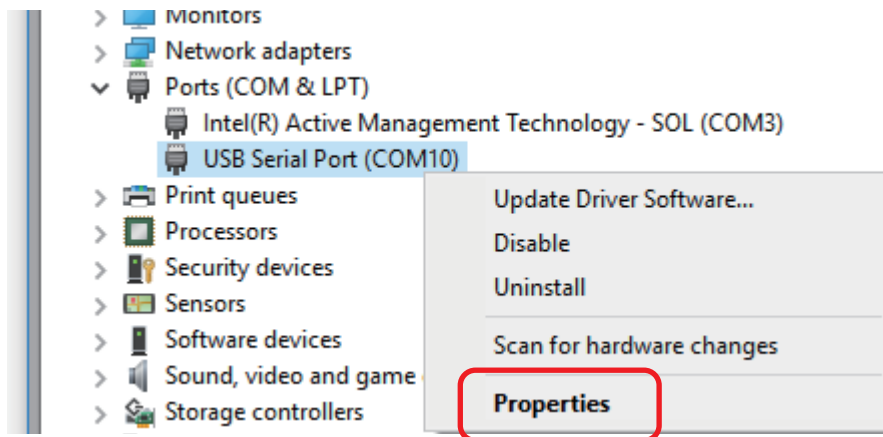 Monitors
Network adapters
Ports (COM & LPT)
Intel(R) Active Management Technology - SOL (COM3)
USB Serial Port (COM10)
Print queues
Processors
Security devices
Sensors
Software devices
Sound, video and game
Storage controllers
Update Driver Software...
Disable
Uninstall
Scan for hardware changes
Properties